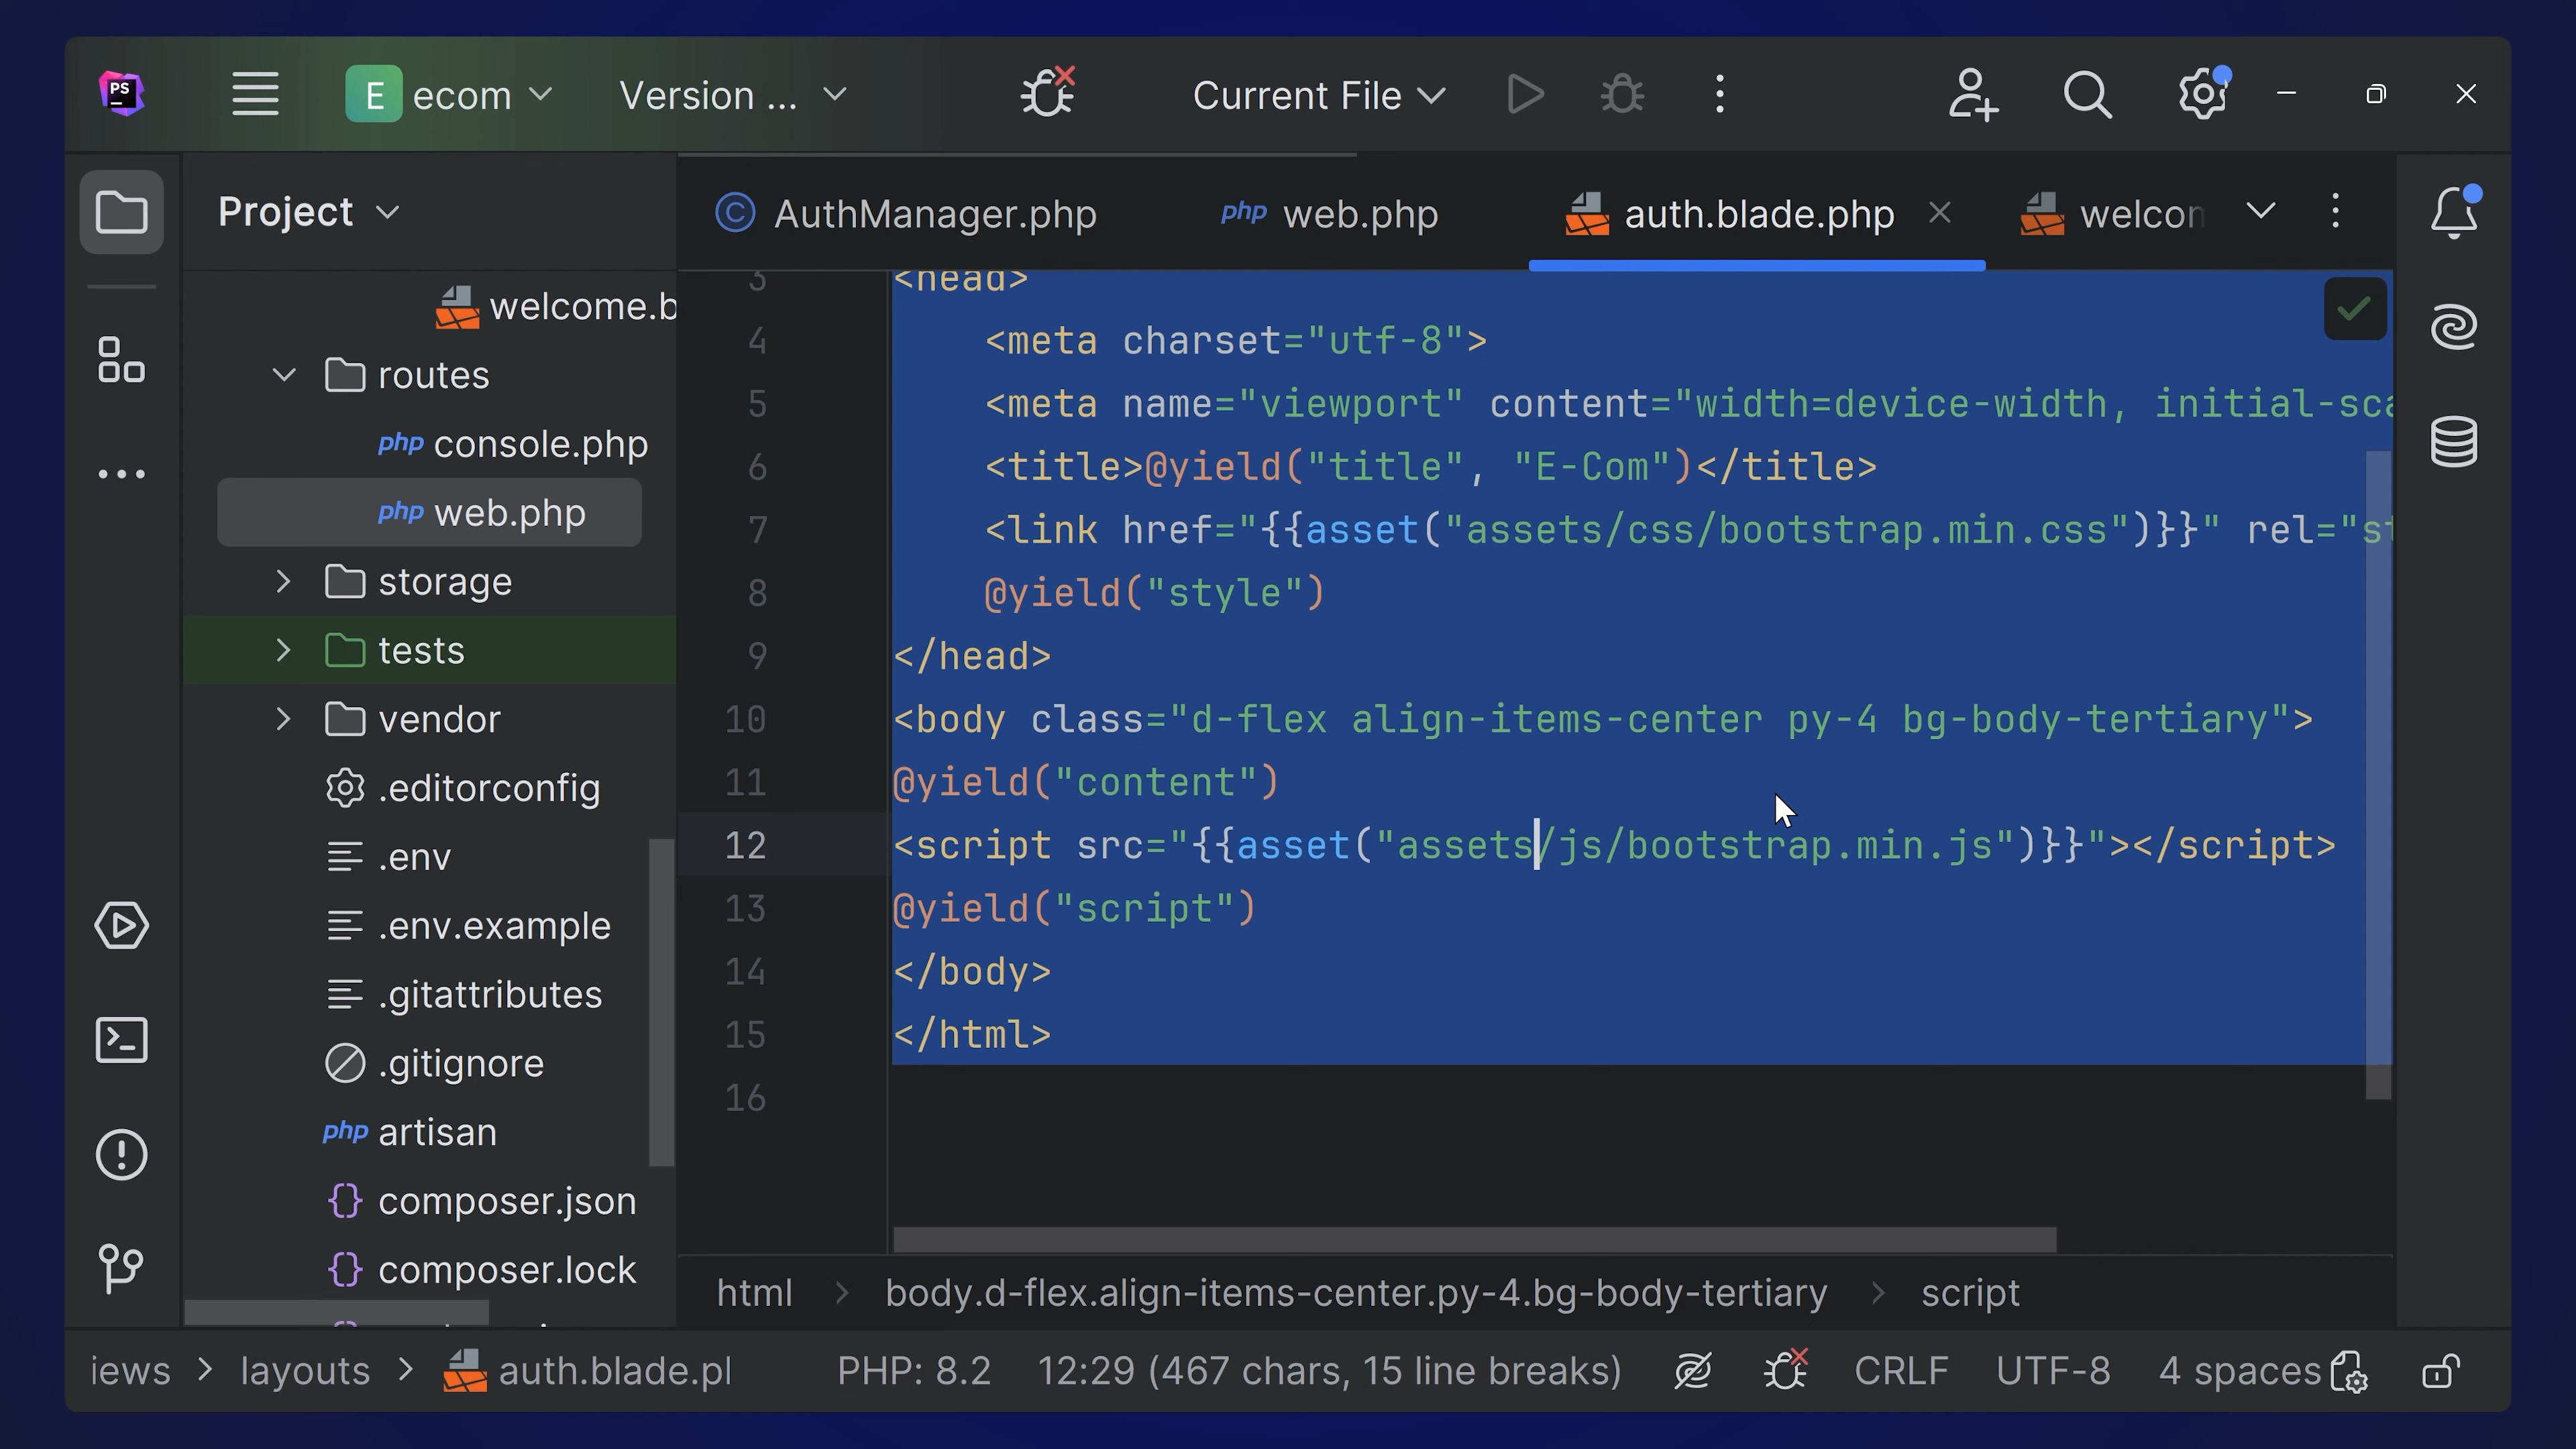 PS
E ecom
Version ...
Current File
Project
AuthManager.php
php web.php
auth.blade.php
welcom
welcome.b
routes
php console.php
php web.php
storage
tests
vendor
.editorconfig
.env
.env.example
.gitattributes
.gitignore
php artisan
{} composer.json
{} composer.lock
3 <head>
4 <meta charset="utf-8">
5 <meta name="viewport" content="width=device-width, initial-sca
6 <title>@yield("title", "E-Com")</title>
7 <link href="{{asset("assets/css/bootstrap.min.css")}}" rel="st
8 @yield("style")
9 </head>
10 <body class="d-flex align-items-center py-4 bg-body-tertiary">
11 @yield("content")
12 <script src="{{asset("assets/js/bootstrap.min.js")}}"></script>
13 @yield("script")
14 </body>
15 </html>
16
html > body.d-flex.align-items-center.py-4.bg-body-tertiary > script
iews > layouts > auth.blade.pl
PHP: 8.2 12:29 (467 chars, 15 line breaks) CRLF UTF-8 4 spaces